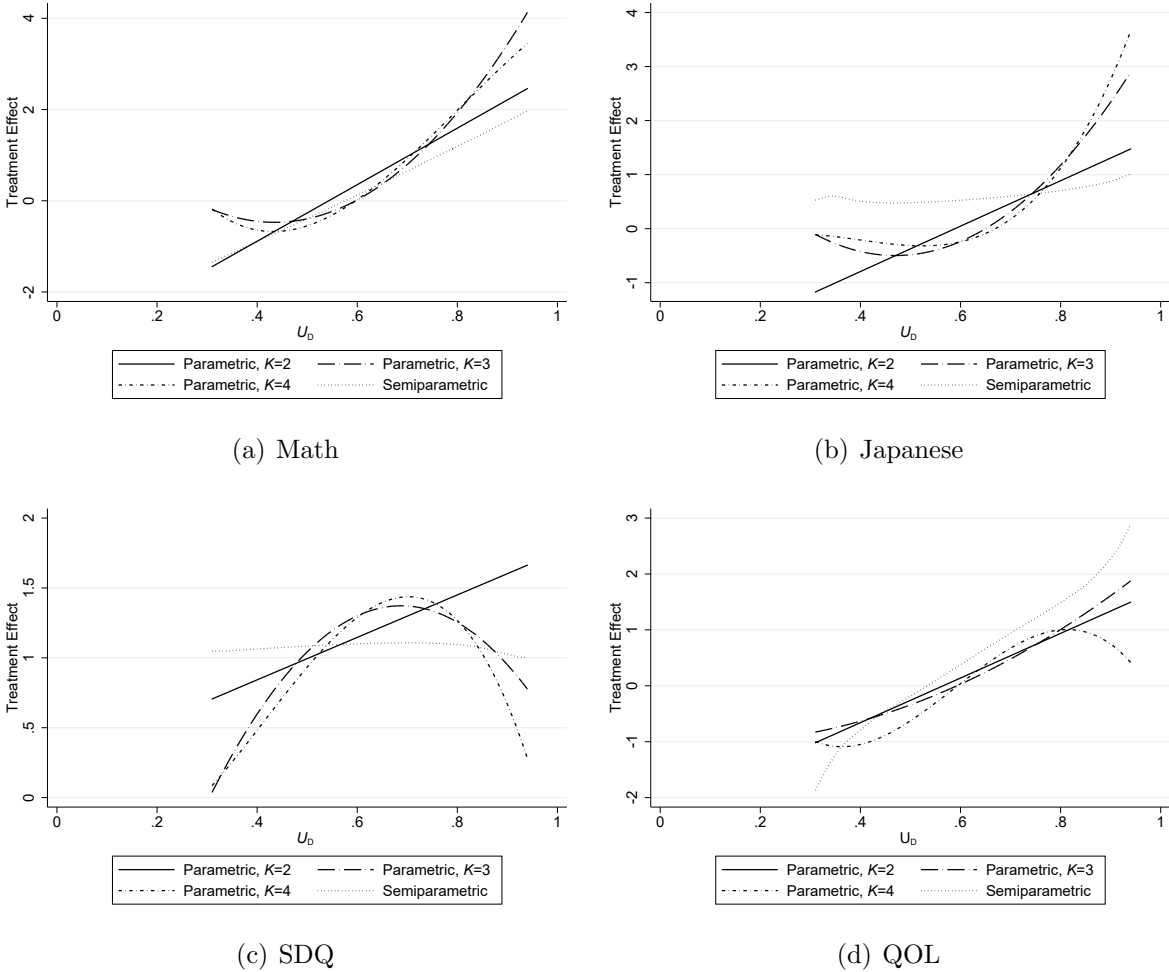 Treatment Effect
4
2
0
-2
0
.2
.4
.6
.8
1
U_D
Parametric, K=2
Parametric, K=3
Parametric, K=4
Semiparametric
(a) Math
Treatment Effect
4
3
2
1
0
-1
0
.2
.4
.6
.8
1
U_D
Parametric, K=2
Parametric, K=3
Parametric, K=4
Semiparametric
(b) Japanese
Treatment Effect
2
1.5
1
.5
0
0
.2
.4
.6
.8
1
U_D
Parametric, K=2
Parametric, K=3
Parametric, K=4
Semiparametric
(c) SDQ
Treatment Effect
3
2
1
0
-1
-2
0
.2
.4
.6
.8
1
U_D
Parametric, K=2
Parametric, K=3
Parametric, K=4
Semiparametric
(d) QOL